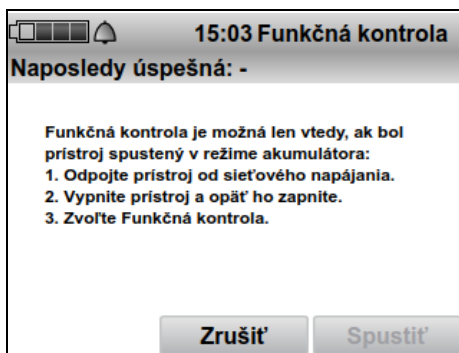 15:03 Funkčná kontrola
Naposledy úspešná: -
Funkčná kontrola je možná len vtedy, ak bol
prístroj spustený v režime akumulátora:
1. Odpojte prístroj od sieťového napájania.
2. Vypnite prístroj a opäť ho zapnite.
3. Zvoľte Funkčná kontrola.
Zrušiť Spustiť